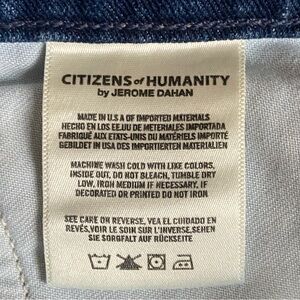 CITIZENS of HUMANITY
by JEROME DAHAN
MADE IN U.S.A OF IMPORTED MATERIALS
HECHO EN LOS EE.UU DE METERIALES IMPORTADA
FABRIQUÉ AUX ETATS-UNIS DU MATÉRIELS IMPORTÉ
GEBILDET IN USA DES IMPORTIERTEN MATERIALIEN
MACHINE WASH COLD WITH LIKE COLORS,
INSIDE OUT, DO NOT BLEACH, TUMBLE DRY
LOW, IRON MEDIUM IF NECESSARY, IF
DECORATED OR PRINTED DO NOT IRON
SEE CARE OR REVERSE, VEA EL CUIDADO EN
REVÉS, VOIR LE SOIN SUR L'INVERSE, SEHEN
SIE SORGFALT AUF RÜCKSEITE